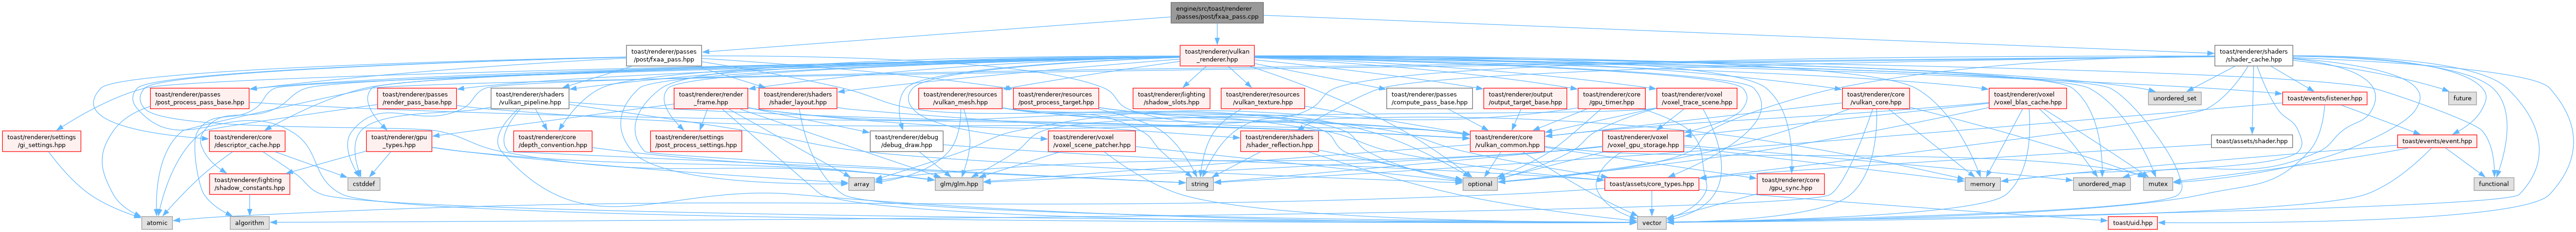 engine/src/toast/renderer
/passes/post/fxaa_pass.cpp
toast/renderer/passes
/post/fxaa_pass.hpp
toast/renderer/vulkan
_renderer.hpp
toast/renderer/shaders
/shader_cache.hpp
toast/renderer/passes
/post_process_pass_base.hpp
toast/renderer/passes
/render_pass_base.hpp
toast/renderer/shaders
/vulkan_pipeline.hpp
toast/renderer/render
_frame.hpp
toast/renderer/shaders
/shader_layout.hpp
toast/renderer/resources
/vulkan_mesh.hpp
toast/renderer/resources
/post_process_target.hpp
toast/renderer/lighting
/shadow_slots.hpp
toast/renderer/resources
/vulkan_texture.hpp
toast/renderer/passes
/compute_pass_base.hpp
toast/renderer/output
/output_target_base.hpp
toast/renderer/core
/gpu_timer.hpp
toast/renderer/voxel
/voxel_trace_scene.hpp
toast/renderer/core
/vulkan_core.hpp
toast/renderer/voxel
/voxel_blas_cache.hpp
unordered_set
toast/events/listener.hpp
future
toast/renderer/settings
/gi_settings.hpp
toast/renderer/core
/descriptor_cache.hpp
toast/renderer/gpu
_types.hpp
toast/renderer/core
/depth_convention.hpp
toast/renderer/settings
/post_process_settings.hpp
toast/renderer/debug
/debug_draw.hpp
toast/renderer/voxel
/voxel_scene_patcher.hpp
toast/renderer/shaders
/shader_reflection.hpp
toast/renderer/core
/vulkan_common.hpp
toast/renderer/voxel
/voxel_gpu_storage.hpp
toast/assets/shader.hpp
toast/events/event.hpp
toast/renderer/lighting
/shadow_constants.hpp
cstddef
array
glm/glm.hpp
string
optional
toast/assets/core_types.hpp
toast/renderer/core
/gpu_sync.hpp
memory
unordered_map
mutex
functional
atomic
algorithm
vector
toast/uid.hpp